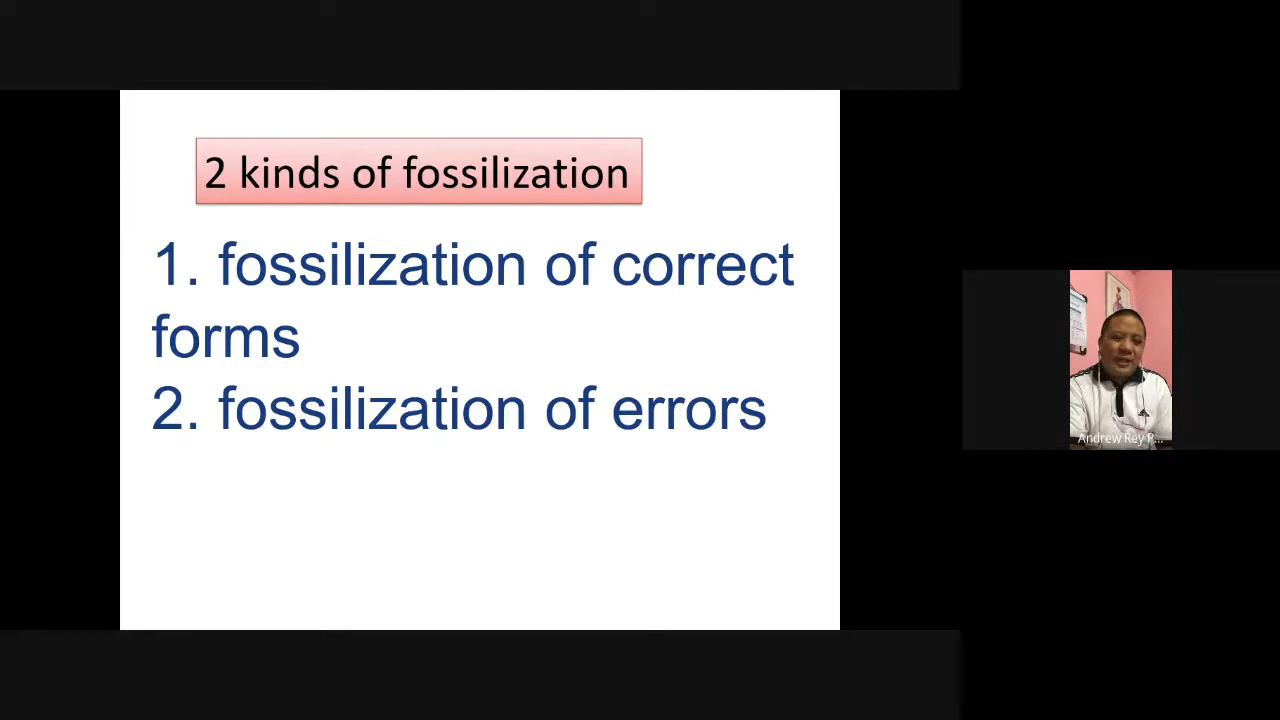 2 kinds of fossilization
1. fossilization of correct
forms
2. fossilization of errors
Andrew Rey P...